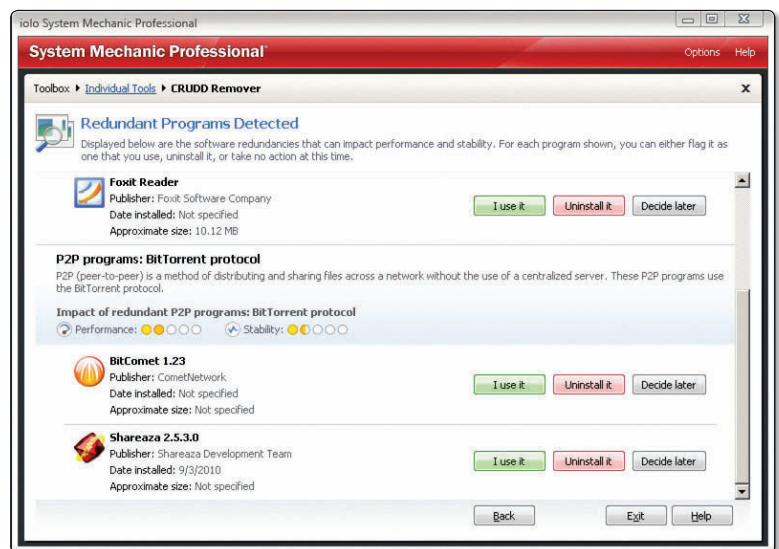 iolo System Mechanic Professional
System Mechanic Professional
Options Help
Toolbox Individual Tools CRUDD Remover x
Redundant Programs Detected
Displayed below are the software redundancies that can impact performance and stability. For each program shown, you can either flag it as
one that you use, uninstall it, or take no action at this time.
Foxit Reader
Publisher: Foxit Software Company
Date installed: Not specified
Approximate size: 10.12 MB
I use it Uninstall it Decide later
P2P programs: BitTorrent protocol
P2P (peer-to-peer) is a method of distributing and sharing files across a network without the use of a centralized server. These P2P programs use
the BitTorrent protocol.
Impact of redundant P2P programs: BitTorrent protocol
Performance: Stability:
BitComet 1.23
Publisher: CometNetwork
Date installed: Not specified
Approximate size: Not specified
I use it Uninstall it Decide later
Shareaza 2.5.3.0
Publisher: Shareaza Development Team
Date installed: 9/3/2010
Approximate size: Not specified
I use it Uninstall it Decide later
Back Exit Help